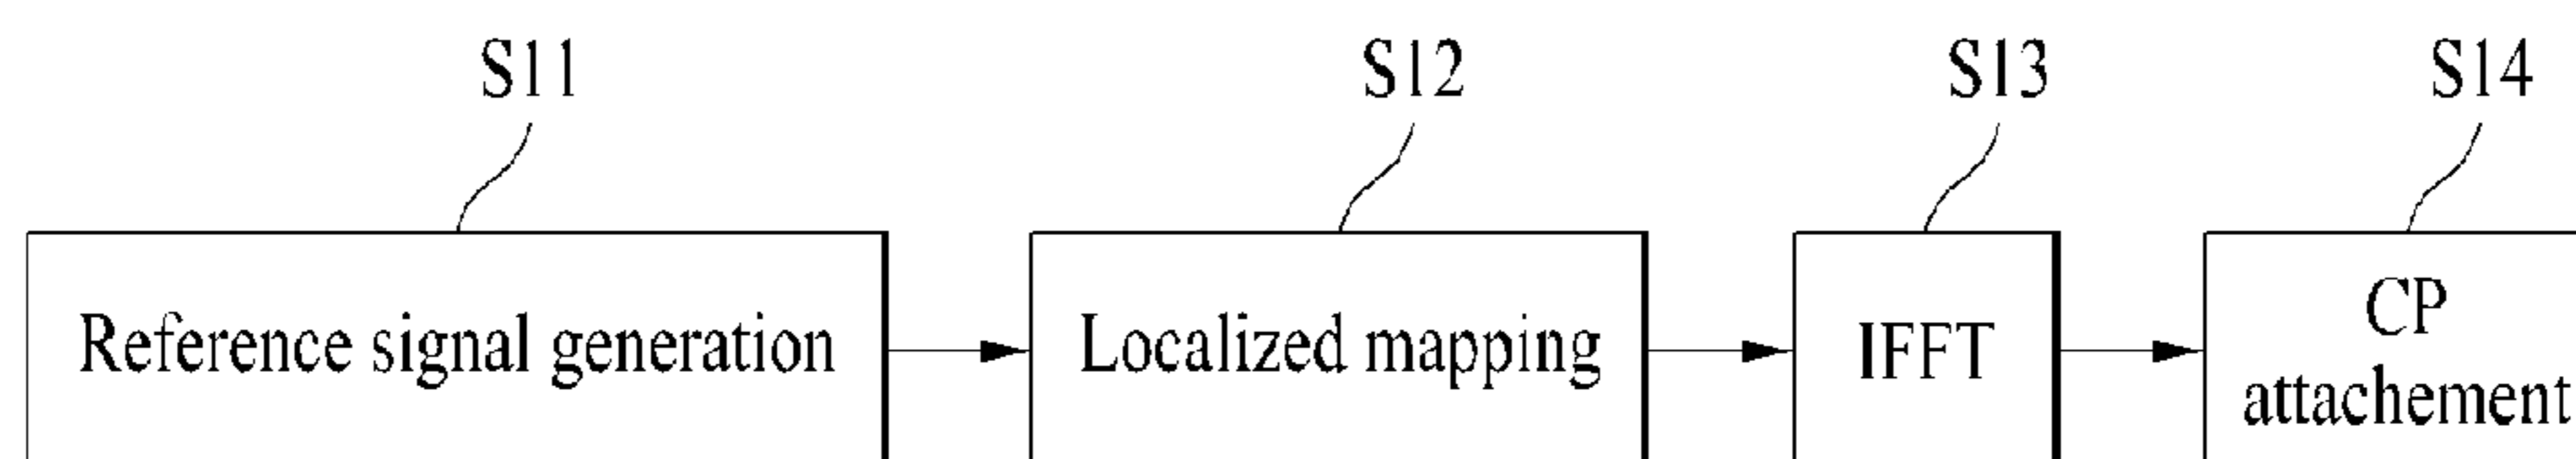 S11
S12
S13
S14
Reference signal generation
Localized mapping
IFFT
CP
attachement